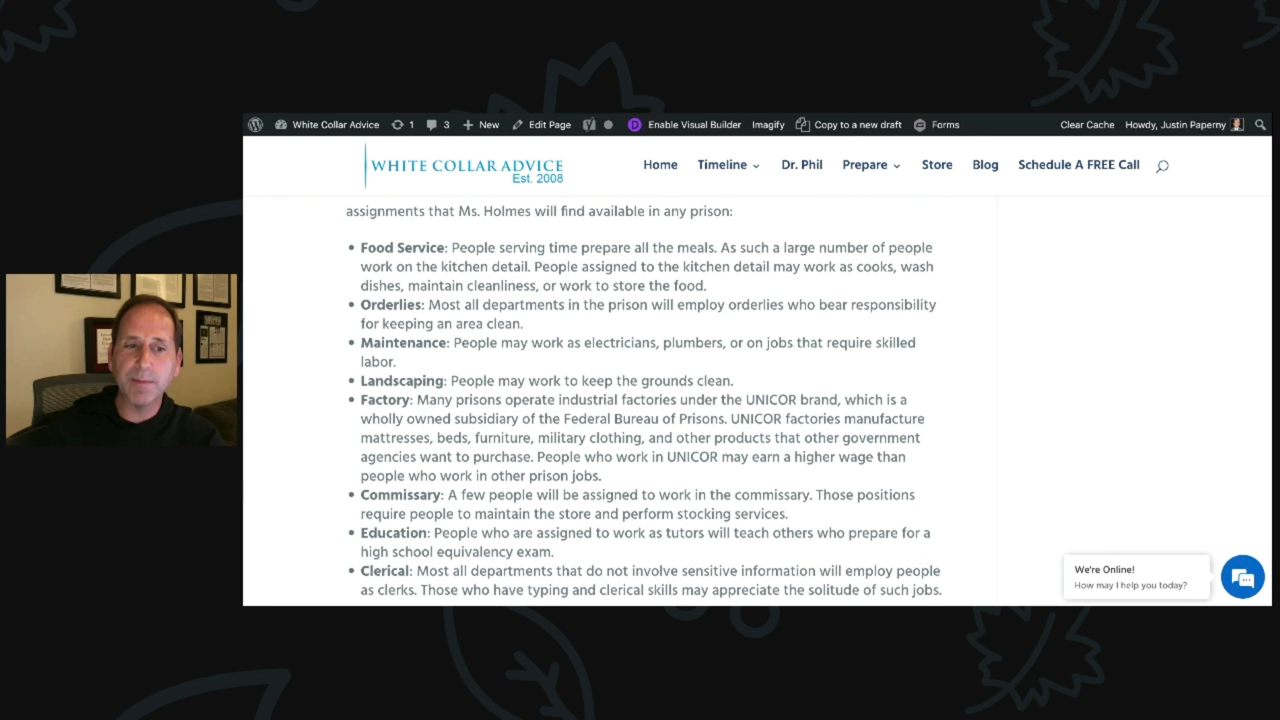 White Collar Advice 1 3 New Edit Page Enable Visual Builder Imagify Copy to a new draft Forms Clear Cache Howdy, Justin Paperny
WHITE COLLAR ADVICE
Est. 2008
Home Timeline Dr. Phil Prepare Store Blog Schedule A FREE Call
assignments that Ms. Holmes will find available in any prison:
• Food Service: People serving time prepare all the meals. As such a large number of people
work on the kitchen detail. People assigned to the kitchen detail may work as cooks, wash
dishes, maintain cleanliness, or work to store the food.
• Orderlies: Most all departments in the prison will employ orderlies who bear responsibility
for keeping an area clean.
• Maintenance: People may work as electricians, plumbers, or on jobs that require skilled
labor.
• Landscaping: People may work to keep the grounds clean.
• Factory: Many prisons operate industrial factories under the UNICOR brand, which is a
wholly owned subsidiary of the Federal Bureau of Prisons. UNICOR factories manufacture
mattresses, beds, furniture, military clothing, and other products that other government
agencies want to purchase. People who work in UNICOR may earn a higher wage than
people who work in other prison jobs.
• Commissary: A few people will be assigned to work in the commissary. Those positions
require people to maintain the store and perform stocking services.
• Education: People who are assigned to work as tutors will teach others who prepare for a
high school equivalency exam.
• Clerical: Most all departments that do not involve sensitive information will employ people
as clerks. Those who have typing and clerical skills may appreciate the solitude of such jobs.
We're Online!
How may I help you today?